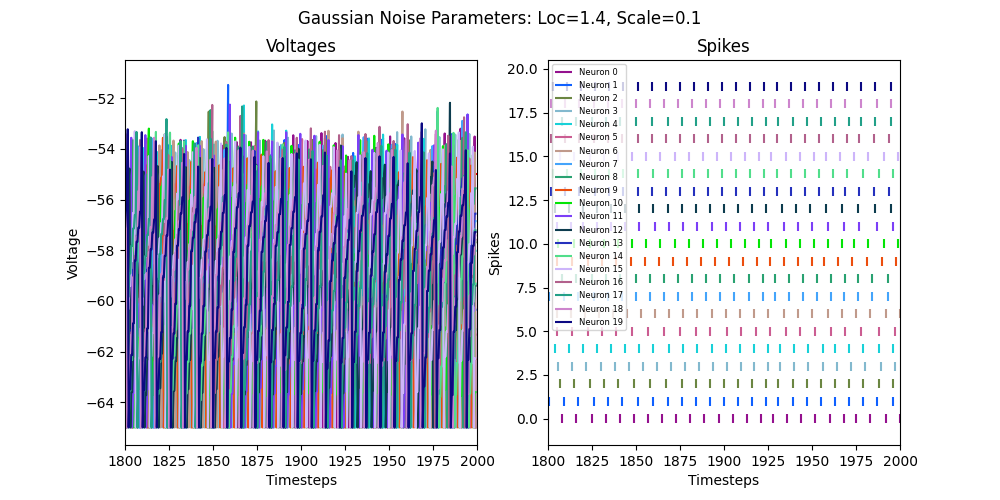 Gaussian Noise Parameters: Loc=1.4, Scale=0.1
Voltages
Voltage
−52
−54
−56
−58
−60
−62
−64
1800 1825 1850 1875 1900 1925 1950 1975 2000
Timesteps
Spikes
Spikes
20.0
17.5
15.0
12.5
10.0
7.5
5.0
2.5
0.0
Neuron 0
Neuron 1
Neuron 2
Neuron 3
Neuron 4
Neuron 5
Neuron 6
Neuron 7
Neuron 8
Neuron 9
Neuron 10
Neuron 11
Neuron 12
Neuron 13
Neuron 14
Neuron 15
Neuron 16
Neuron 17
Neuron 18
Neuron 19
1800 1825 1850 1875 1900 1925 1950 1975 2000
Timesteps